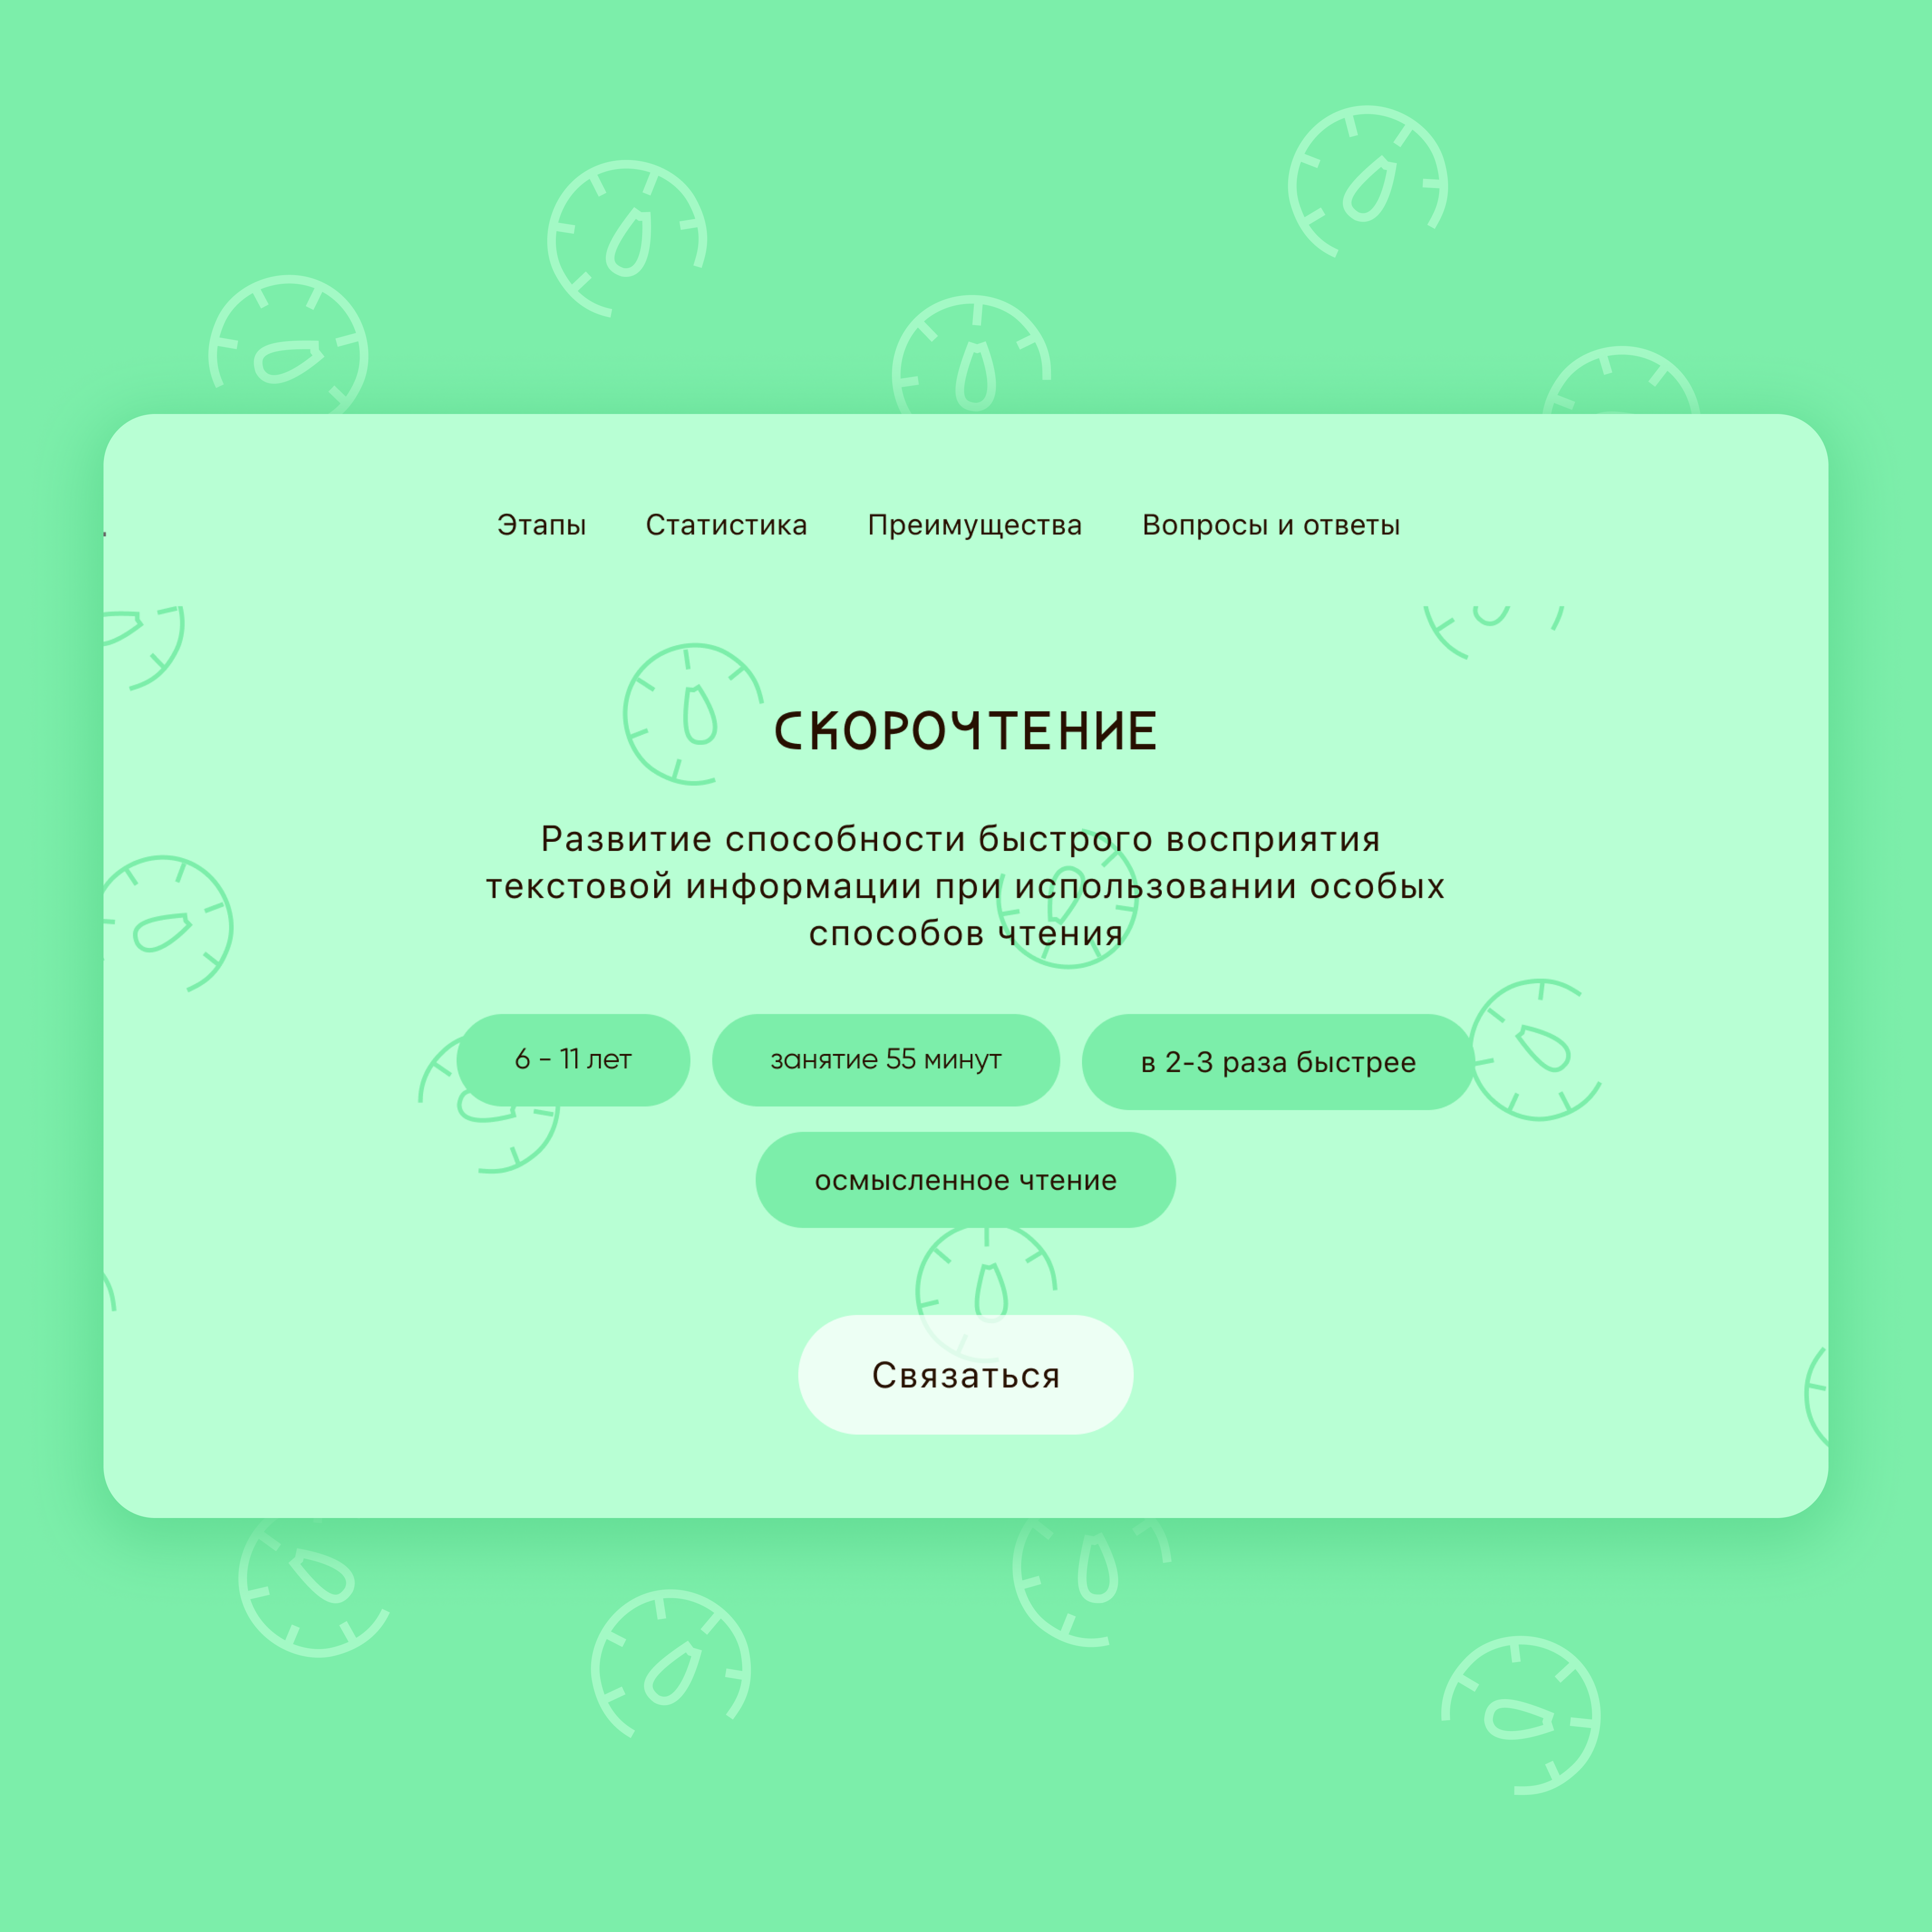 Этапы Статистика Преимущества Вопросы и ответы
СКОРОЧТЕНИЕ
Развитие способности быстрого восприятия
текстовой информации при использовании особых
способов чтения
6 - 11 лет занятие 55 минут в 2-3 раза быстрее
осмысленное чтение
Связаться